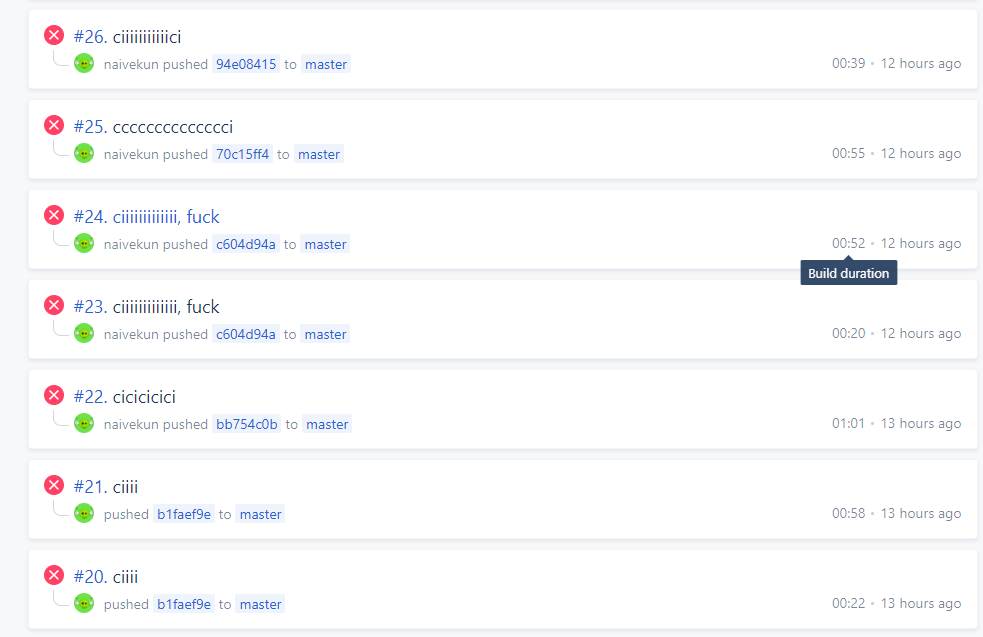 #26. ciiiiiiiiiici
naivekun pushed 94e08415 to master
00:39 • 12 hours ago
#25. cccccccccccccci
naivekun pushed 70c15ff4 to master
00:55 • 12 hours ago
#24. ciiiiiiiiiiiii, fuck
naivekun pushed c604d94a to master
00:52 • 12 hours ago
Build duration
#23. ciiiiiiiiiiiii, fuck
naivekun pushed c604d94a to master
00:20 • 12 hours ago
#22. cicicicici
naivekun pushed bb754c0b to master
01:01 • 13 hours ago
#21. ciiii
pushed b1faef9e to master
00:58 • 13 hours ago
#20. ciiii
pushed b1faef9e to master
00:22 • 13 hours ago